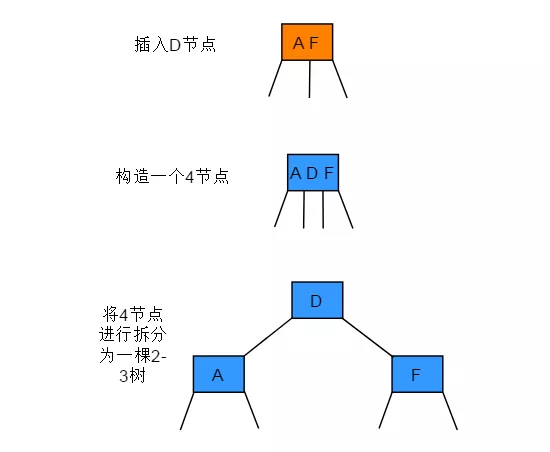 插入D节点
A F
构造一个4节点
A D F
D
将4节点
进行拆分
为一棵2-
3树
A
F